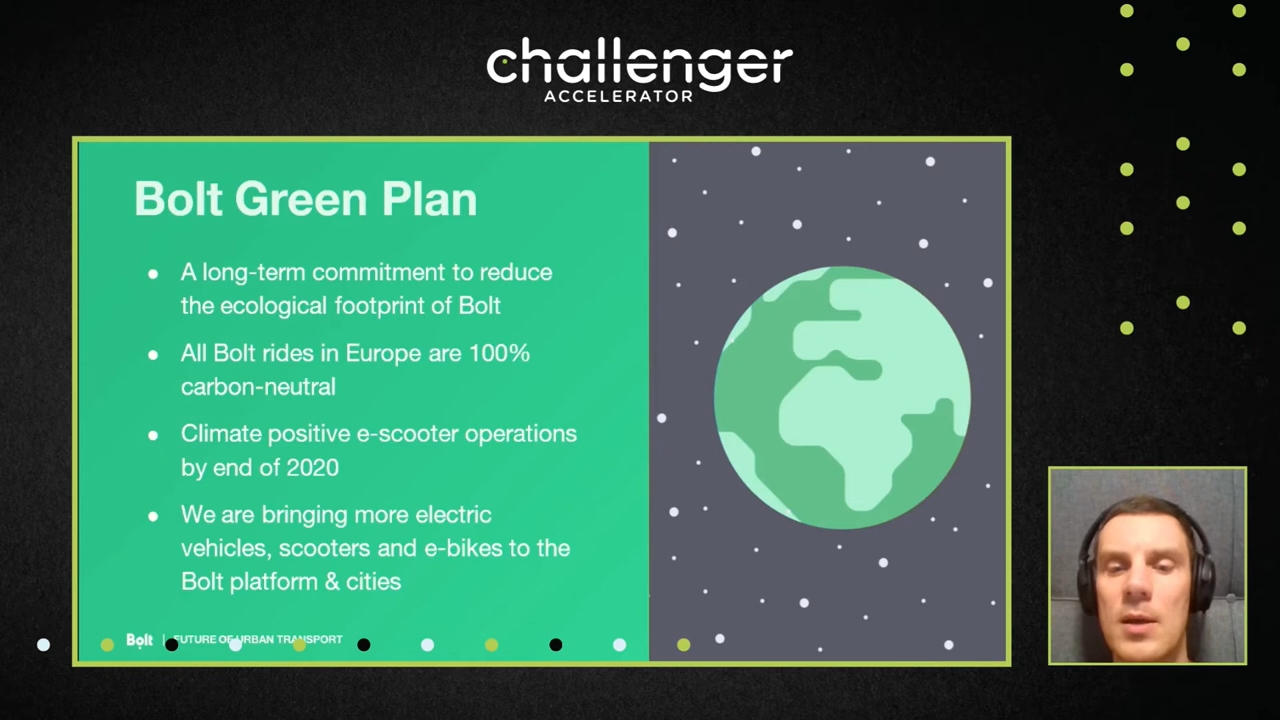 challenger
ACCELERATOR
Bolt Green Plan
• A long-term commitment to reduce
the ecological footprint of Bolt
• All Bolt rides in Europe are 100%
carbon-neutral
• Climate positive e-scooter operations
by end of 2020
• We are bringing more electric
vehicles, scooters and e-bikes to the
Bolt platform & cities
Bolt | FUTURE OF URBAN TRANSPORT